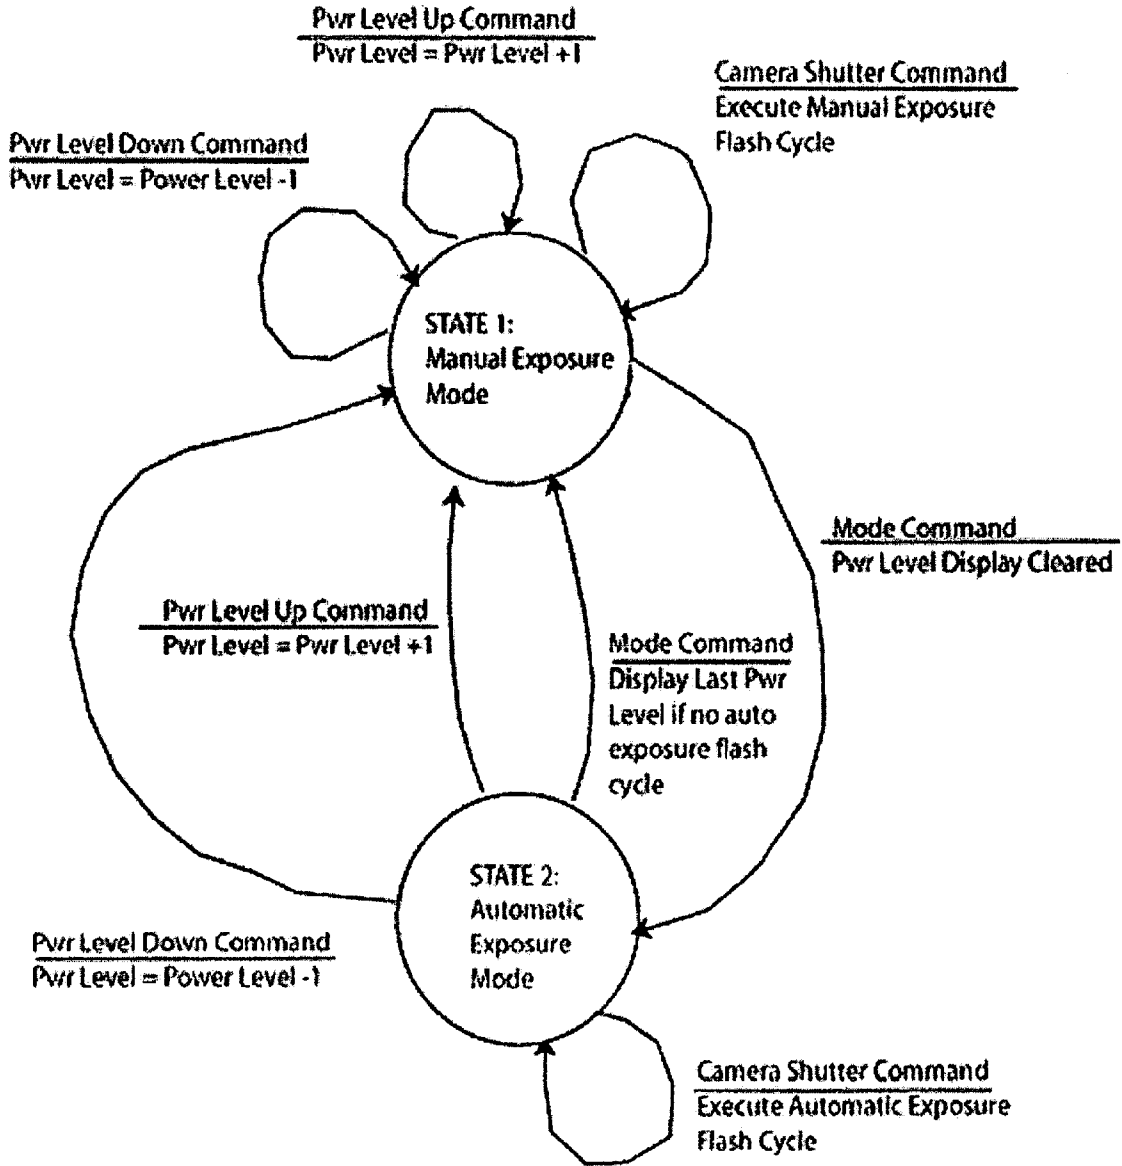 Pwr Level Up Command
Pwr Level = Pwr Level +1
Camera Shutter Command
Execute Manual Exposure
Flash Cycle
Pwr Level Down Command
Pwr Level = Power Level -1
STATE 1:
Manual Exposure
Mode
Mode Command
Pwr Level Display Cleared
Pwr Level Up Command
Pwr Level = Pwr Level +1
Mode Command
Display Last Pwr
Level if no auto
exposure flash
cycle
STATE 2:
Automatic
Exposure
Mode
Pwr Level Down Command
Pwr Level = Power Level -1
Camera Shutter Command
Execute Automatic Exposure
Flash Cycle